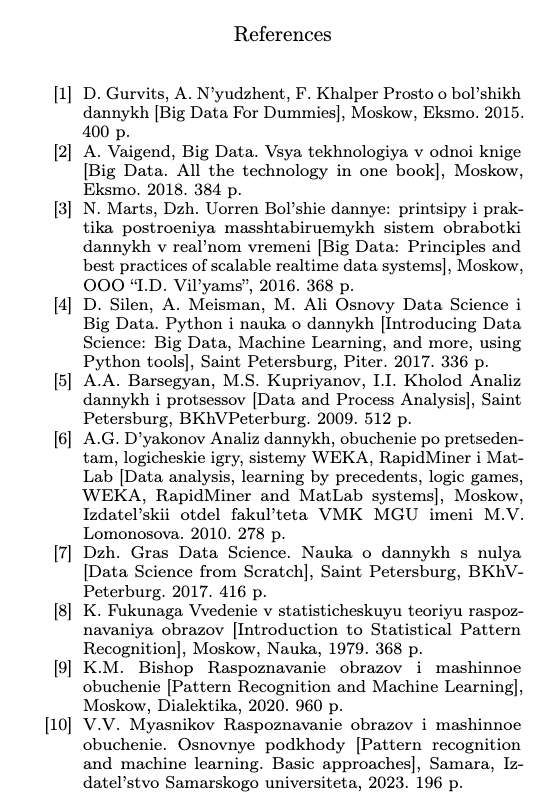 References
[1] D. Gurvits, A. N'yudzhent, F. Khalper Prosto o bol'shikh
dannykh [Big Data For Dummies], Moskow, Eksmo. 2015.
400 p.
[2] A. Vaigend, Big Data. Vsya tekhnologiya v odnoi knige
[Big Data. All the technology in one book], Moskow,
Eksmo. 2018. 384 p.
[3] N. Marts, Dzh. Uorren Bol'shie dannye: printsipy i prak-
tika postroeniya masshtabiruemykh sistem obrabotki
dannykh v real'nom vremeni [Big Data: Principles and
best practices of scalable realtime data systems], Moskow,
OOO “I.D. Vil'yams”, 2016. 368 p.
[4] D. Silen, A. Meisman, M. Ali Osnovy Data Science i
Big Data. Python i nauka o dannykh [Introducing Data
Science: Big Data, Machine Learning, and more, using
Python tools], Saint Petersburg, Piter. 2017. 336 p.
[5] A.A. Barsegyan, M.S. Kupriyanov, I.I. Kholod Analiz
dannykh i protsessov [Data and Process Analysis], Saint
Petersburg, BKhVPeterburg. 2009. 512 p.
[6] A.G. D'yakonov Analiz dannykh, obuchenie po pretseden-
tam, logicheskie igry, sistemy WEKA, RapidMiner i Mat-
Lab [Data analysis, learning by precedents, logic games,
WEKA, RapidMiner and MatLab systems], Moskow,
Izdatel'skii otdel fakul'teta VMK MGU imeni M.V.
Lomonosova. 2010. 278 p.
[7] Dzh. Gras Data Science. Nauka o dannykh s nulya
[Data Science from Scratch], Saint Petersburg, BKhV-
Peterburg. 2017. 416 p.
[8] K. Fukunaga Vvedenie v statisticheskuyu teoriyu raspoz-
navaniya obrazov [Introduction to Statistical Pattern
Recognition], Moskow, Nauka, 1979. 368 p.
[9] K.M. Bishop Raspoznavanie obrazov i mashinnoe
obuchenie [Pattern Recognition and Machine Learning],
Moskow, Dialektika, 2020. 960 p.
[10] V.V. Myasnikov Raspoznavanie obrazov i mashinnoe
obuchenie. Osnovnye podkhody [Pattern recognition
and machine learning. Basic approaches], Samara, Iz-
datel'stvo Samarskogo universiteta, 2023. 196 p.